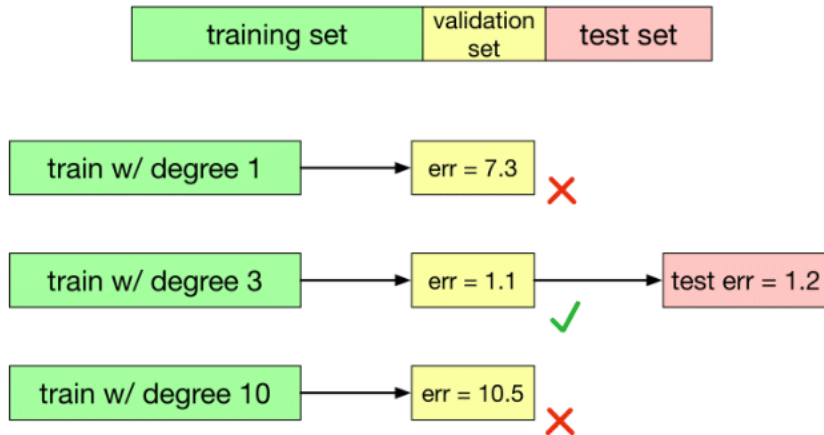 training set
validation
set
test set
train w/ degree 1
err = 7.3
train w/ degree 3
err = 1.1
test err = 1.2
train w/ degree 10
err = 10.5